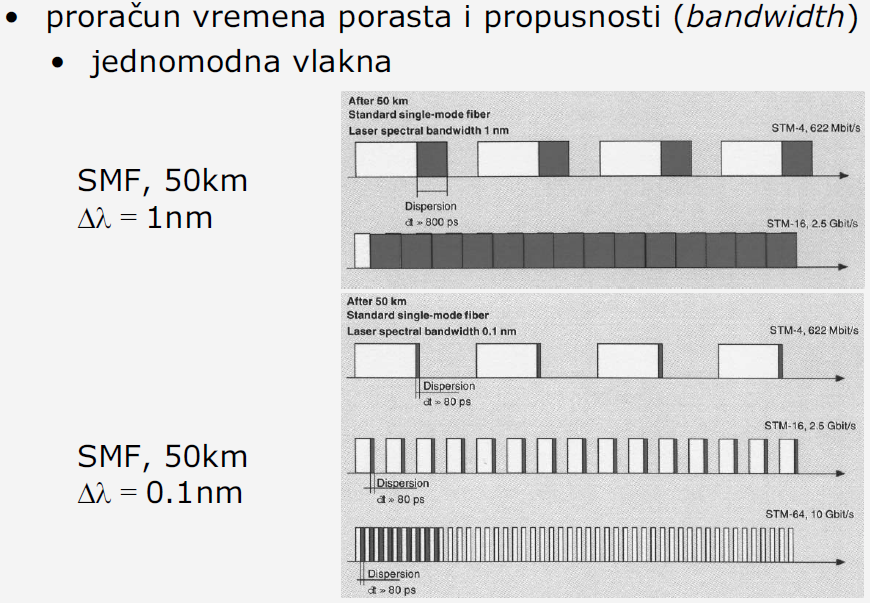 • proračun vremena porasta i propusnosti (bandwidth)
• jednomodna vlakna
SMF, 50km
Δλ = 1nm
After 50 km
Standard single-mode fiber
Laser spectral bandwidth 1 nm
STM-4, 622 Mbit/s
Dispersion
dt » 800 ps
STM-16, 2.5 Gbit/s
SMF, 50km
Δλ = 0.1nm
After 50 km
Standard single-mode fiber
Laser spectral bandwidth 0.1 nm
STM-4, 622 Mbit/s
Dispersion
dt » 80 ps
STM-16, 2.5 Gbit/s
Dispersion
dt » 80 ps
STM-64, 10 Gbit/s
Dispersion
dt » 80 ps